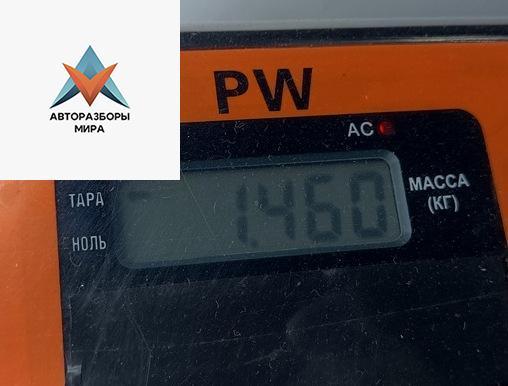 АВТОРАЗБОРЫ
МИРА
PW
AC
ТАРА
1.460
МАССА
(КГ)
НОЛЬ